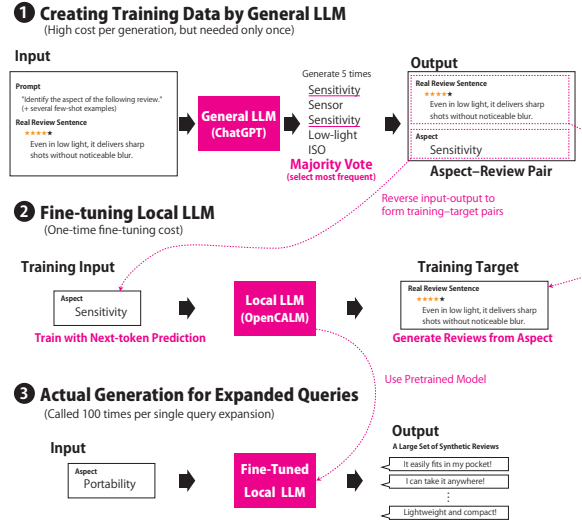 1 Creating Training Data by General LLM
(High cost per generation, but needed only once)
Input
Prompt
"Identify the aspect of the following review."
(+ several few-shot examples)
Real Review Sentence
★★★★★
Even in low light, it delivers sharp
shots without noticeable blur.
General LLM
(ChatGPT)
Generate 5 times
Sensitivity
Sensor
Sensitivity
Low-light
ISO
Majority Vote
(select most frequent)
Output
Real Review Sentence
★★★★★
Even in low light, it delivers sharp
shots without noticeable blur.
Aspect
Sensitivity
Aspect–Review Pair
Reverse input-output to
form training–target pairs
2 Fine-tuning Local LLM
(One-time fine-tuning cost)
Training Input
Aspect
Sensitivity
Train with Next-token Prediction
Local LLM
(OpenCALM)
Training Target
Real Review Sentence
★★★★★
Even in low light, it delivers sharp
shots without noticeable blur.
Generate Reviews from Aspect
Use Pretrained Model
3 Actual Generation for Expanded Queries
(Called 100 times per single query expansion)
Input
Aspect
Portability
Fine-Tuned
Local LLM
Output
A Large Set of Synthetic Reviews
It easily fits in my pocket!
I can take it anywhere!
⋮
Lightweight and compact!